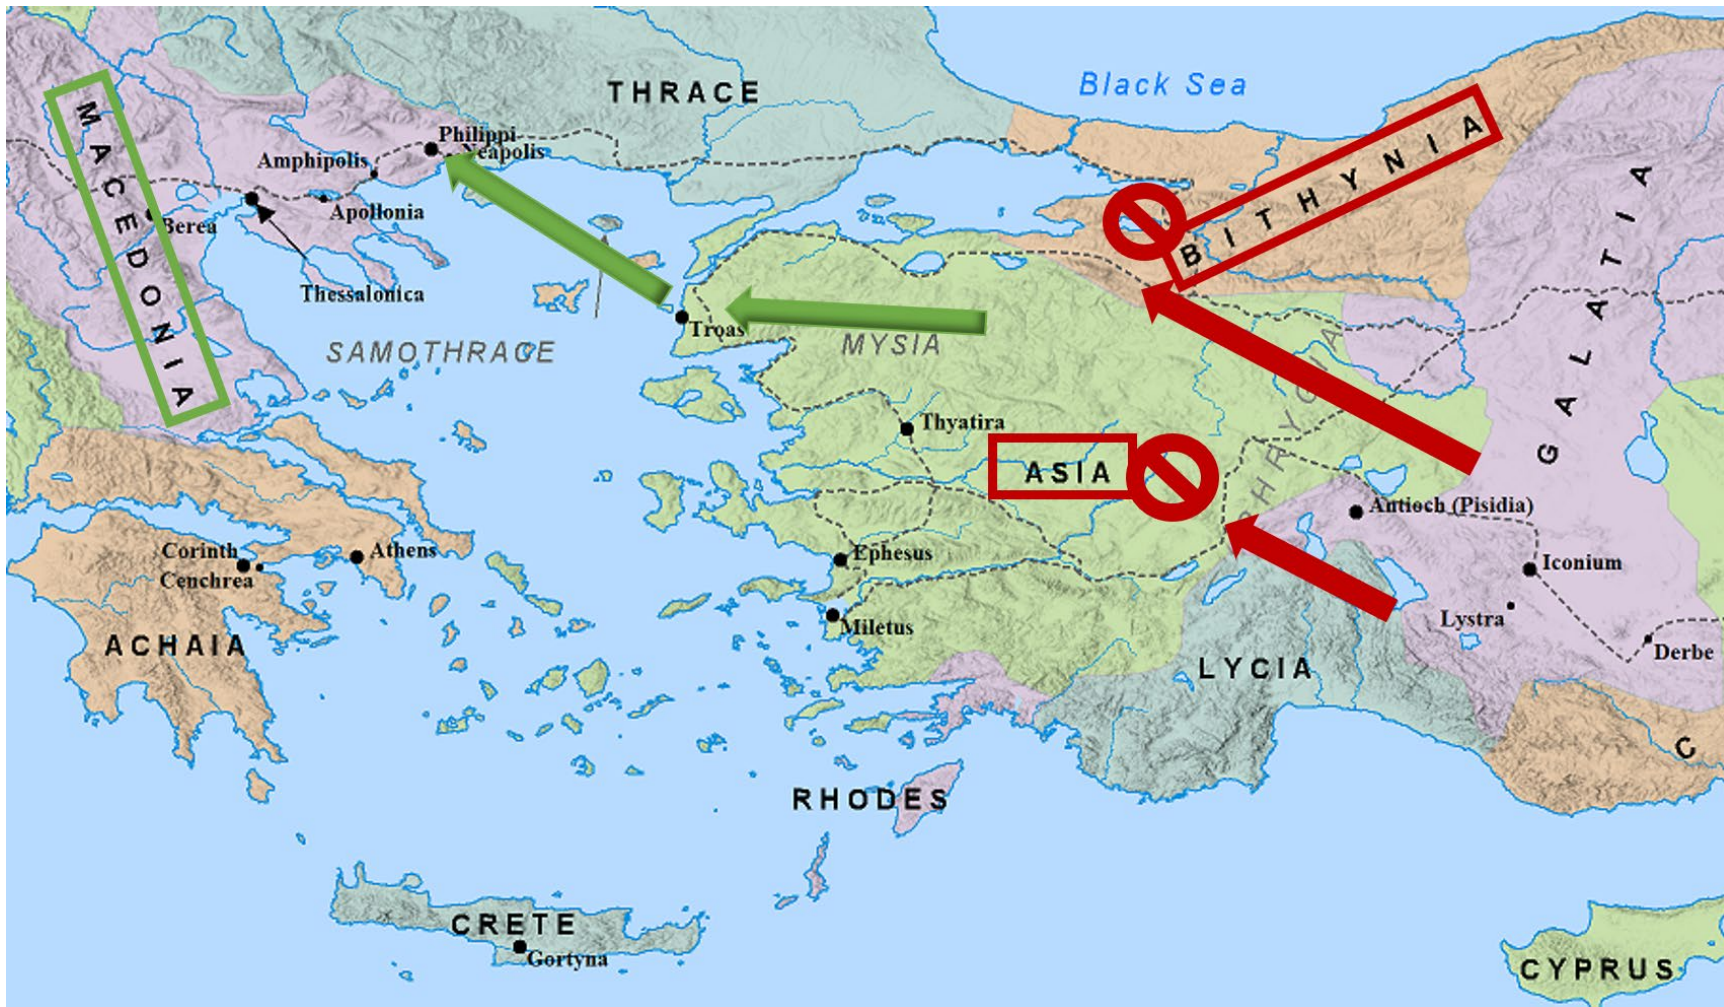 Black Sea
THRACE
MACEDONIA
Philippi
Neapolis
Amphipolis
Apollonia
Berea
BITHYNIA
Thessalonica
GALATIA
Troas
MYSIA
SAMOTHRACE
PHRYGIA
Thyatira
ASIA
Antioch (Pisidia)
Corinth
Athens
Cenchrea
Ephesus
Iconium
Lystra
Miletus
ACHAIA
Derbe
LYCIA
C
RHODES
CRETE
Gortyna
CYPRUS